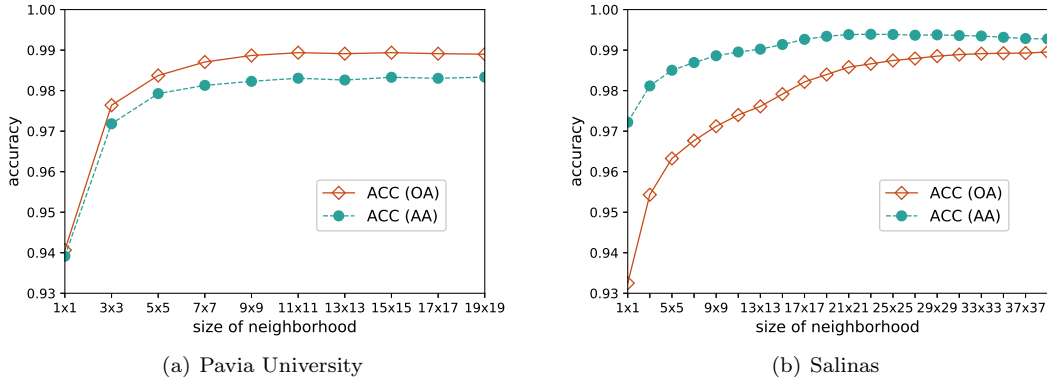 1.00
0.99
0.98
0.97
0.96
0.95
0.94
0.93
accuracy
ACC (OA)
ACC (AA)
1x1 3x3 5x5 7x7 9x9 11x11 13x13 15x15 17x17 19x19
size of neighborhood
(a) Pavia University
1.00
0.99
0.98
0.97
0.96
0.95
0.94
0.93
accuracy
ACC (OA)
ACC (AA)
1x1 5x5 9x9 13x13 17x17 21x21 25x25 29x29 33x33 37x37
size of neighborhood
(b) Salinas